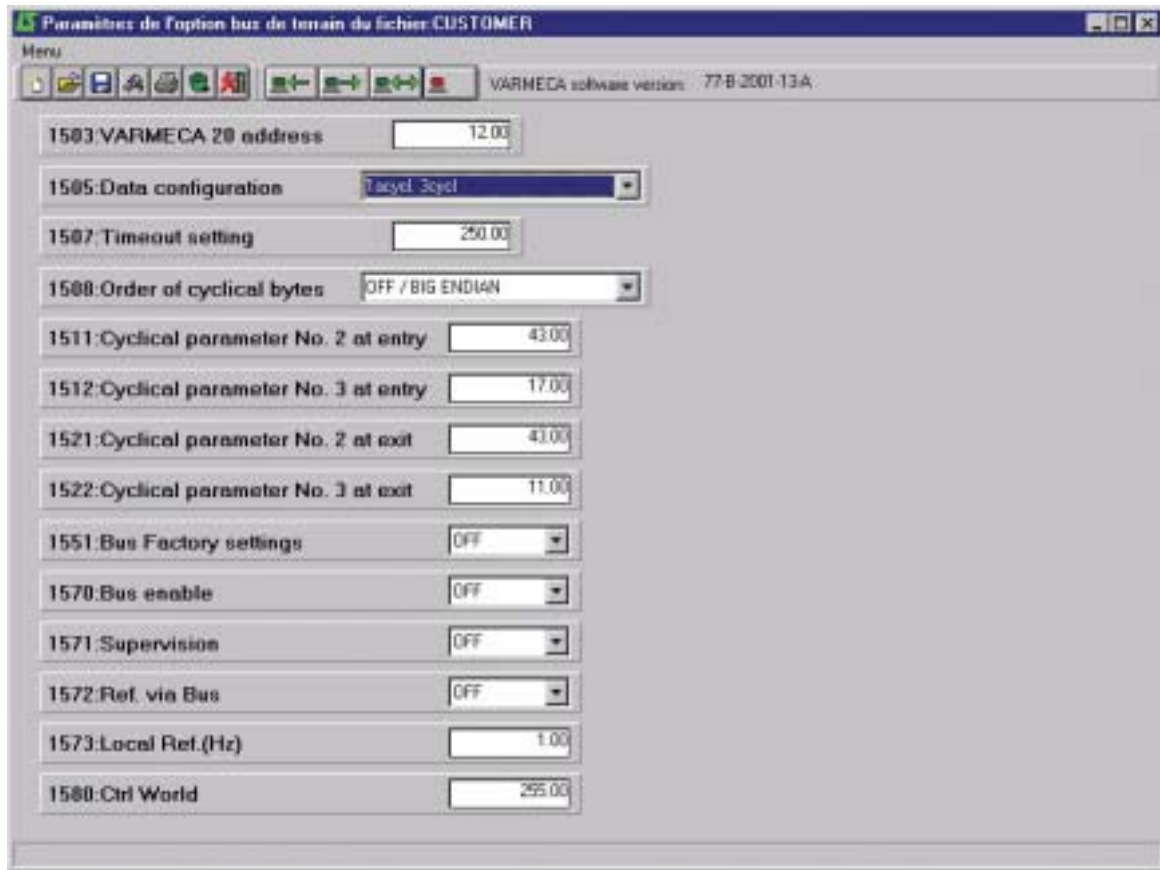 Paramètres de l'option bus de terrain du fichier:CUSTOMER
Menu
VARMECA software version: 77-B-2001-13-A
1503:VARMECA 20 address 12.00
1505:Data configuration 1acycl. 3cycl
1507:Timeout setting 250.00
1508:Order of cyclical bytes OFF / BIG ENDIAN
1511:Cyclical parameter No. 2 at entry 43.00
1512:Cyclical parameter No. 3 at entry 17.00
1521:Cyclical parameter No. 2 at exit 43.00
1522:Cyclical parameter No. 3 at exit 11.00
1551:Bus Factory settings OFF
1570:Bus enable OFF
1571:Supervision OFF
1572:Ref. via Bus OFF
1573:Local Ref.(Hz) 1.00
1580:Ctrl World 255.00